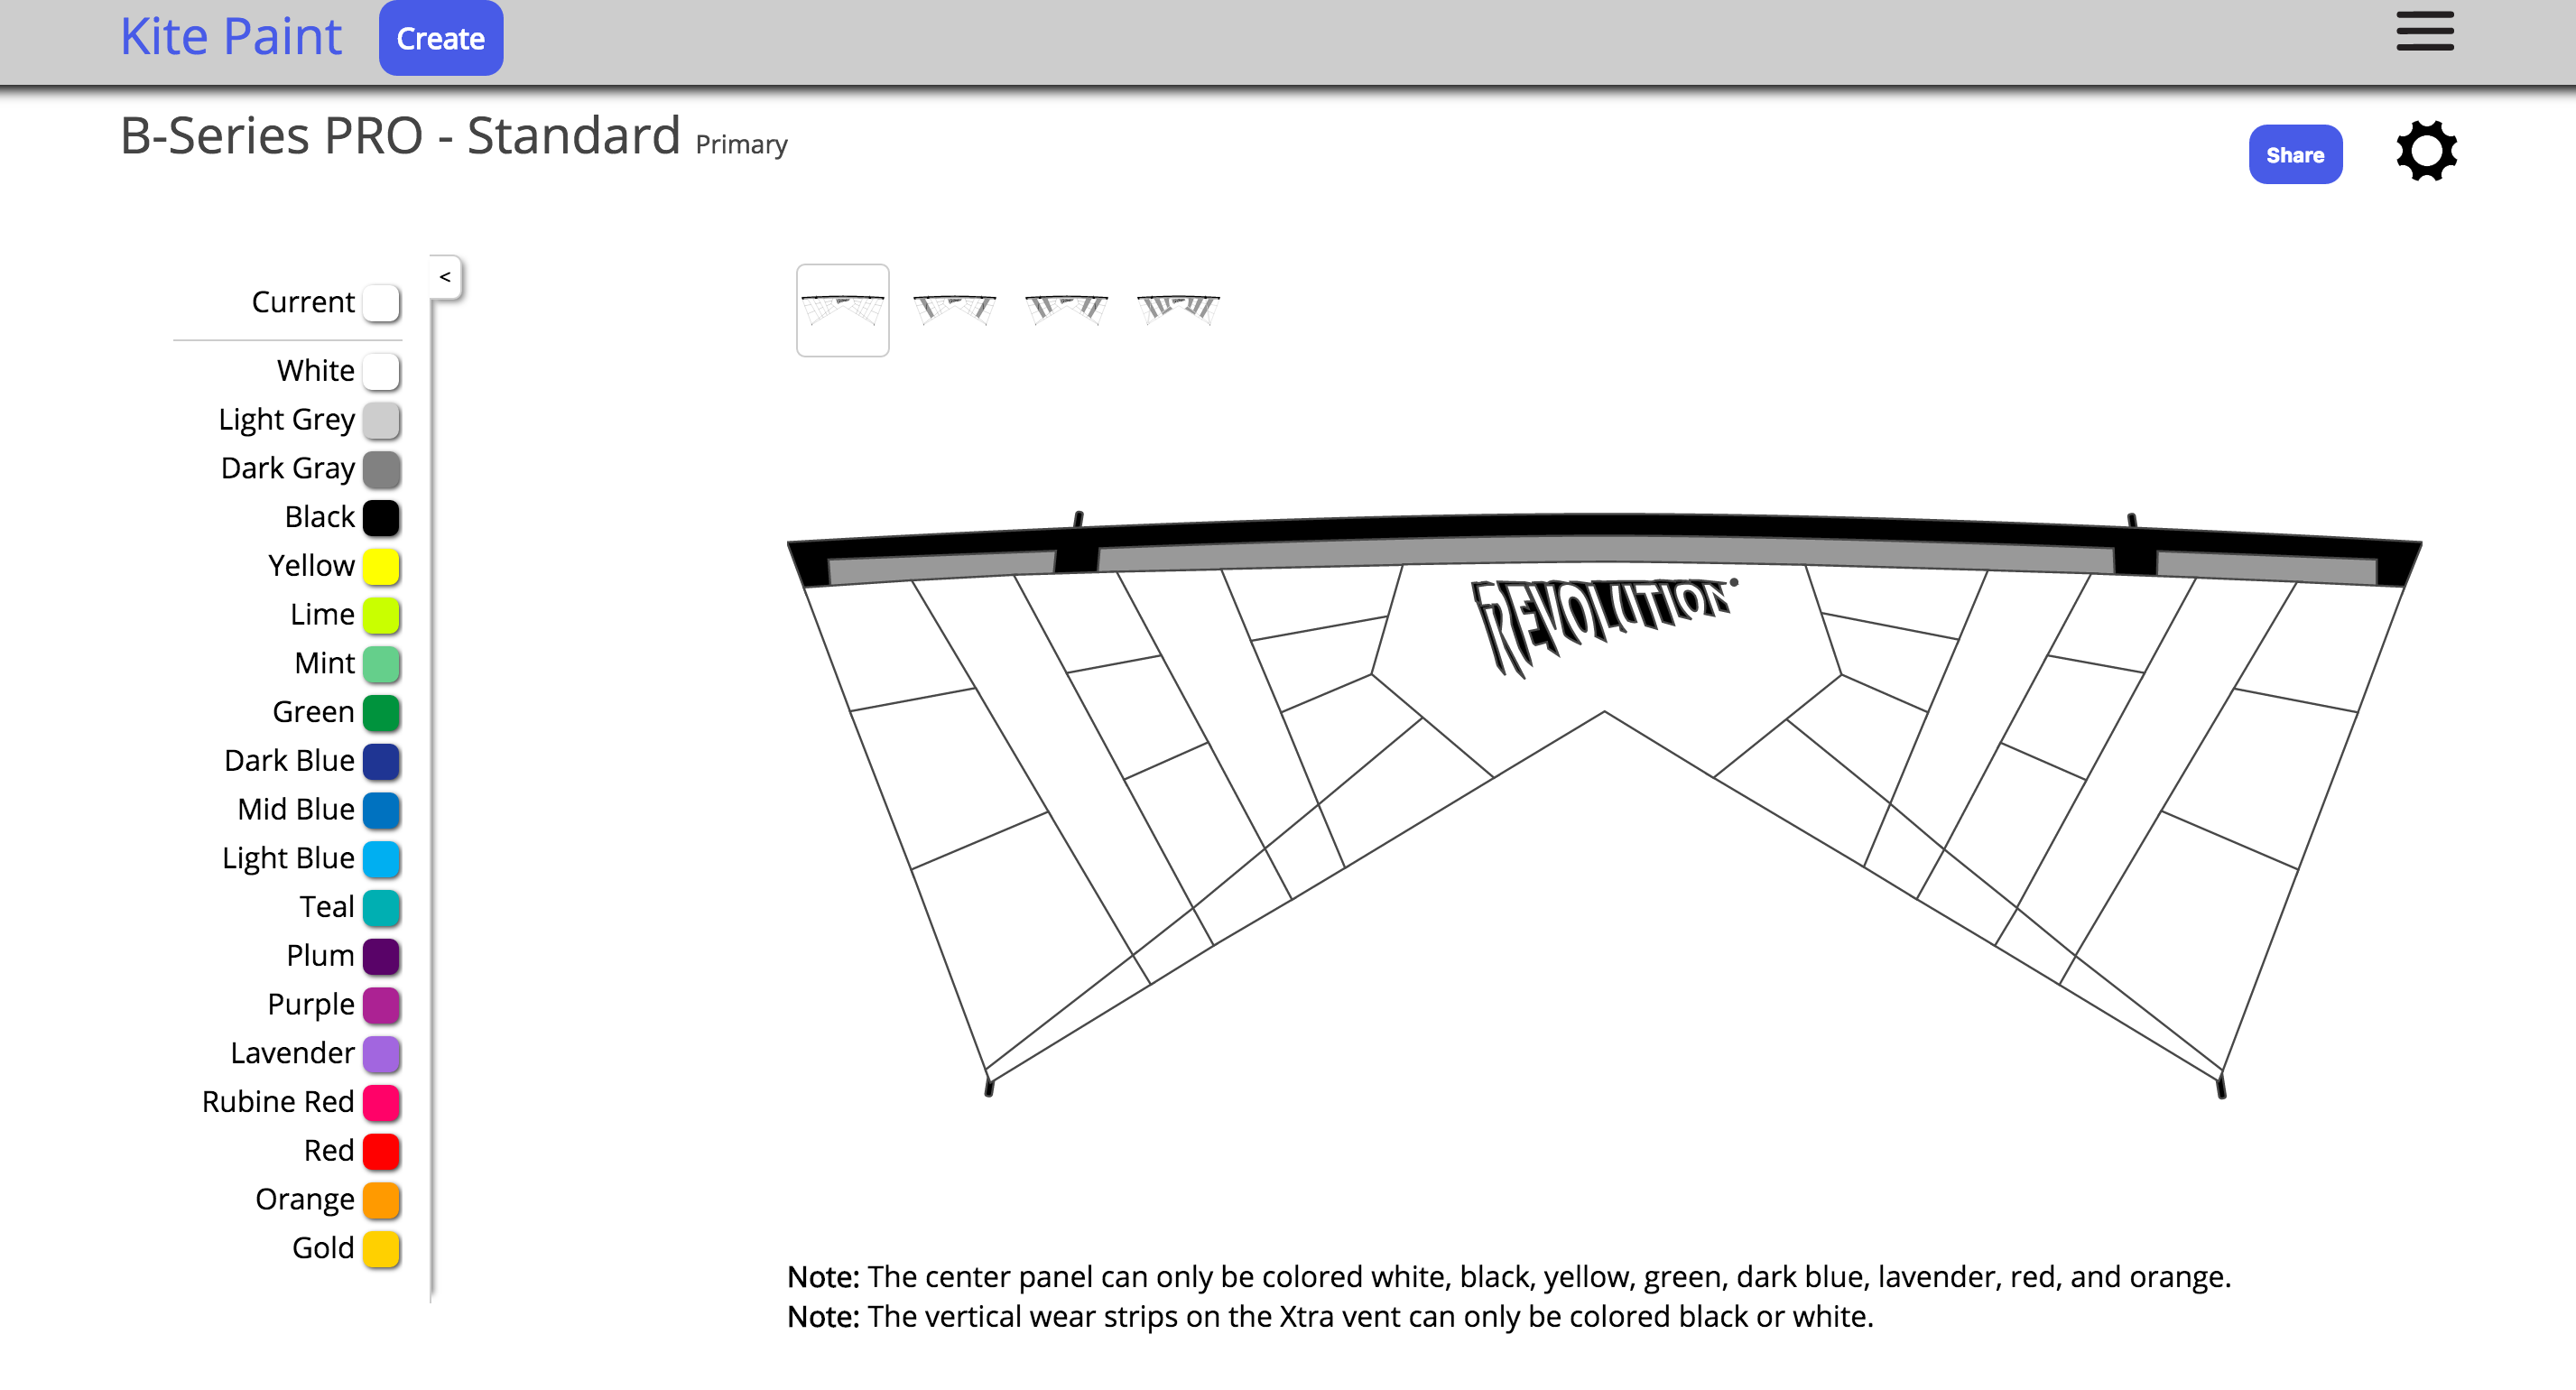 Kite Paint
Create
B-Series PRO - Standard Primary
Share
<
Current
White
Light Grey
Dark Gray
Black
Yellow
Lime
Mint
Green
Dark Blue
Mid Blue
Light Blue
Teal
Plum
Purple
Lavender
Rubine Red
Red
Orange
Gold
REVOLUTION
Note: The center panel can only be colored white, black, yellow, green, dark blue, lavender, red, and orange.
Note: The vertical wear strips on the Xtra vent can only be colored black or white.